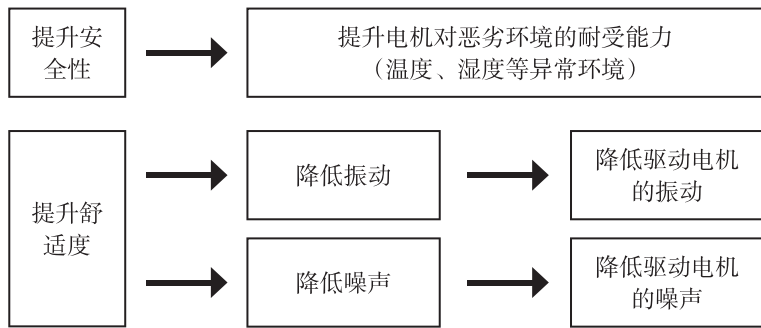 提升安
全性
提升电机对恶劣环境的耐受能力
（温度、湿度等异常环境）
提升舒
适度
降低振动
降低驱动电机
的振动
降低噪声
降低驱动电机
的噪声